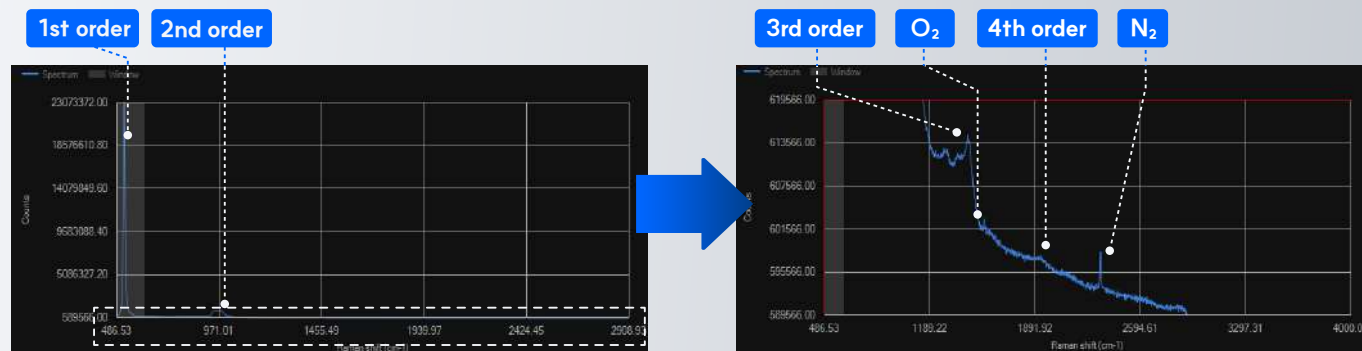 1st order 2nd order
Spectrum Window
23073372.00
18576610.80
14079849.60
9583088.40
5086327.20
589566.00
Counts
486.53 971.01 1455.49 1939.97 2424.45 2908.93
Raman shift (cm-1)
3rd order O₂ 4th order N₂
Spectrum Window
619566.00
613566.00
607566.00
601566.00
595566.00
589566.00
Counts
486.53 1189.22 1891.92 2594.61 3297.31 4000.0
Raman shift (cm-1)